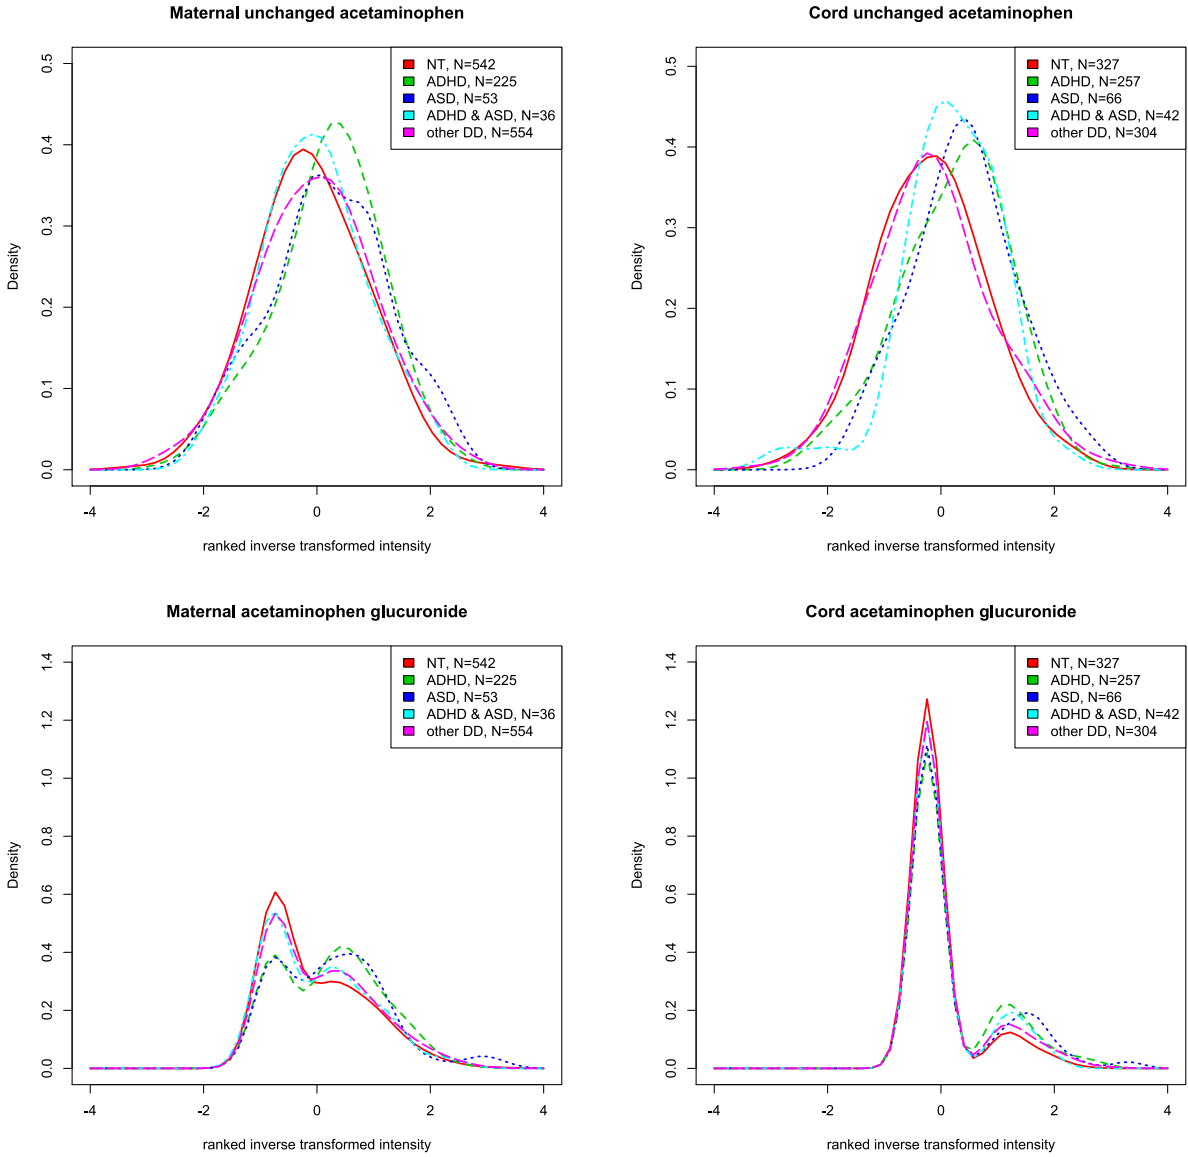 Maternal unchanged acetaminophen
NT, N=542
ADHD, N=225
ASD, N=53
ADHD & ASD, N=36
other DD, N=554
Density
0.0 0.1 0.2 0.3 0.4 0.5
-4 -2 0 2 4
ranked inverse transformed intensity
Cord unchanged acetaminophen
NT, N=327
ADHD, N=257
ASD, N=66
ADHD & ASD, N=42
other DD, N=304
Density
0.0 0.1 0.2 0.3 0.4 0.5
-4 -2 0 2 4
ranked inverse transformed intensity
Maternal acetaminophen glucuronide
NT, N=542
ADHD, N=225
ASD, N=53
ADHD & ASD, N=36
other DD, N=554
Density
0.0 0.2 0.4 0.6 0.8 1.0 1.2 1.4
-4 -2 0 2 4
ranked inverse transformed intensity
Cord acetaminophen glucuronide
NT, N=327
ADHD, N=257
ASD, N=66
ADHD & ASD, N=42
other DD, N=304
Density
0.0 0.2 0.4 0.6 0.8 1.0 1.2 1.4
-4 -2 0 2 4
ranked inverse transformed intensity